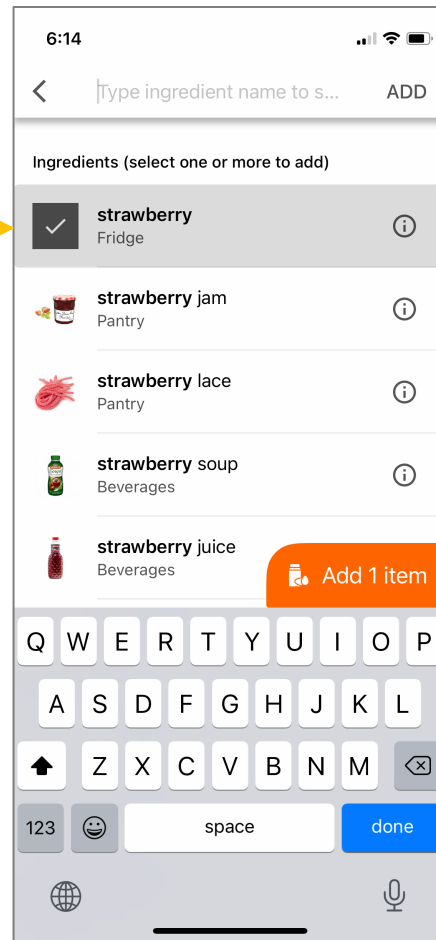 6:14
Type ingredient name to s... ADD
Ingredients (select one or more to add)
strawberry
Fridge
strawberry jam
Pantry
strawberry lace
Pantry
strawberry soup
Beverages
strawberry juice
Beverages
Add 1 item
Q W E R T Y U I O P
A S D F G H J K L
Z X C V B N M
123 space done